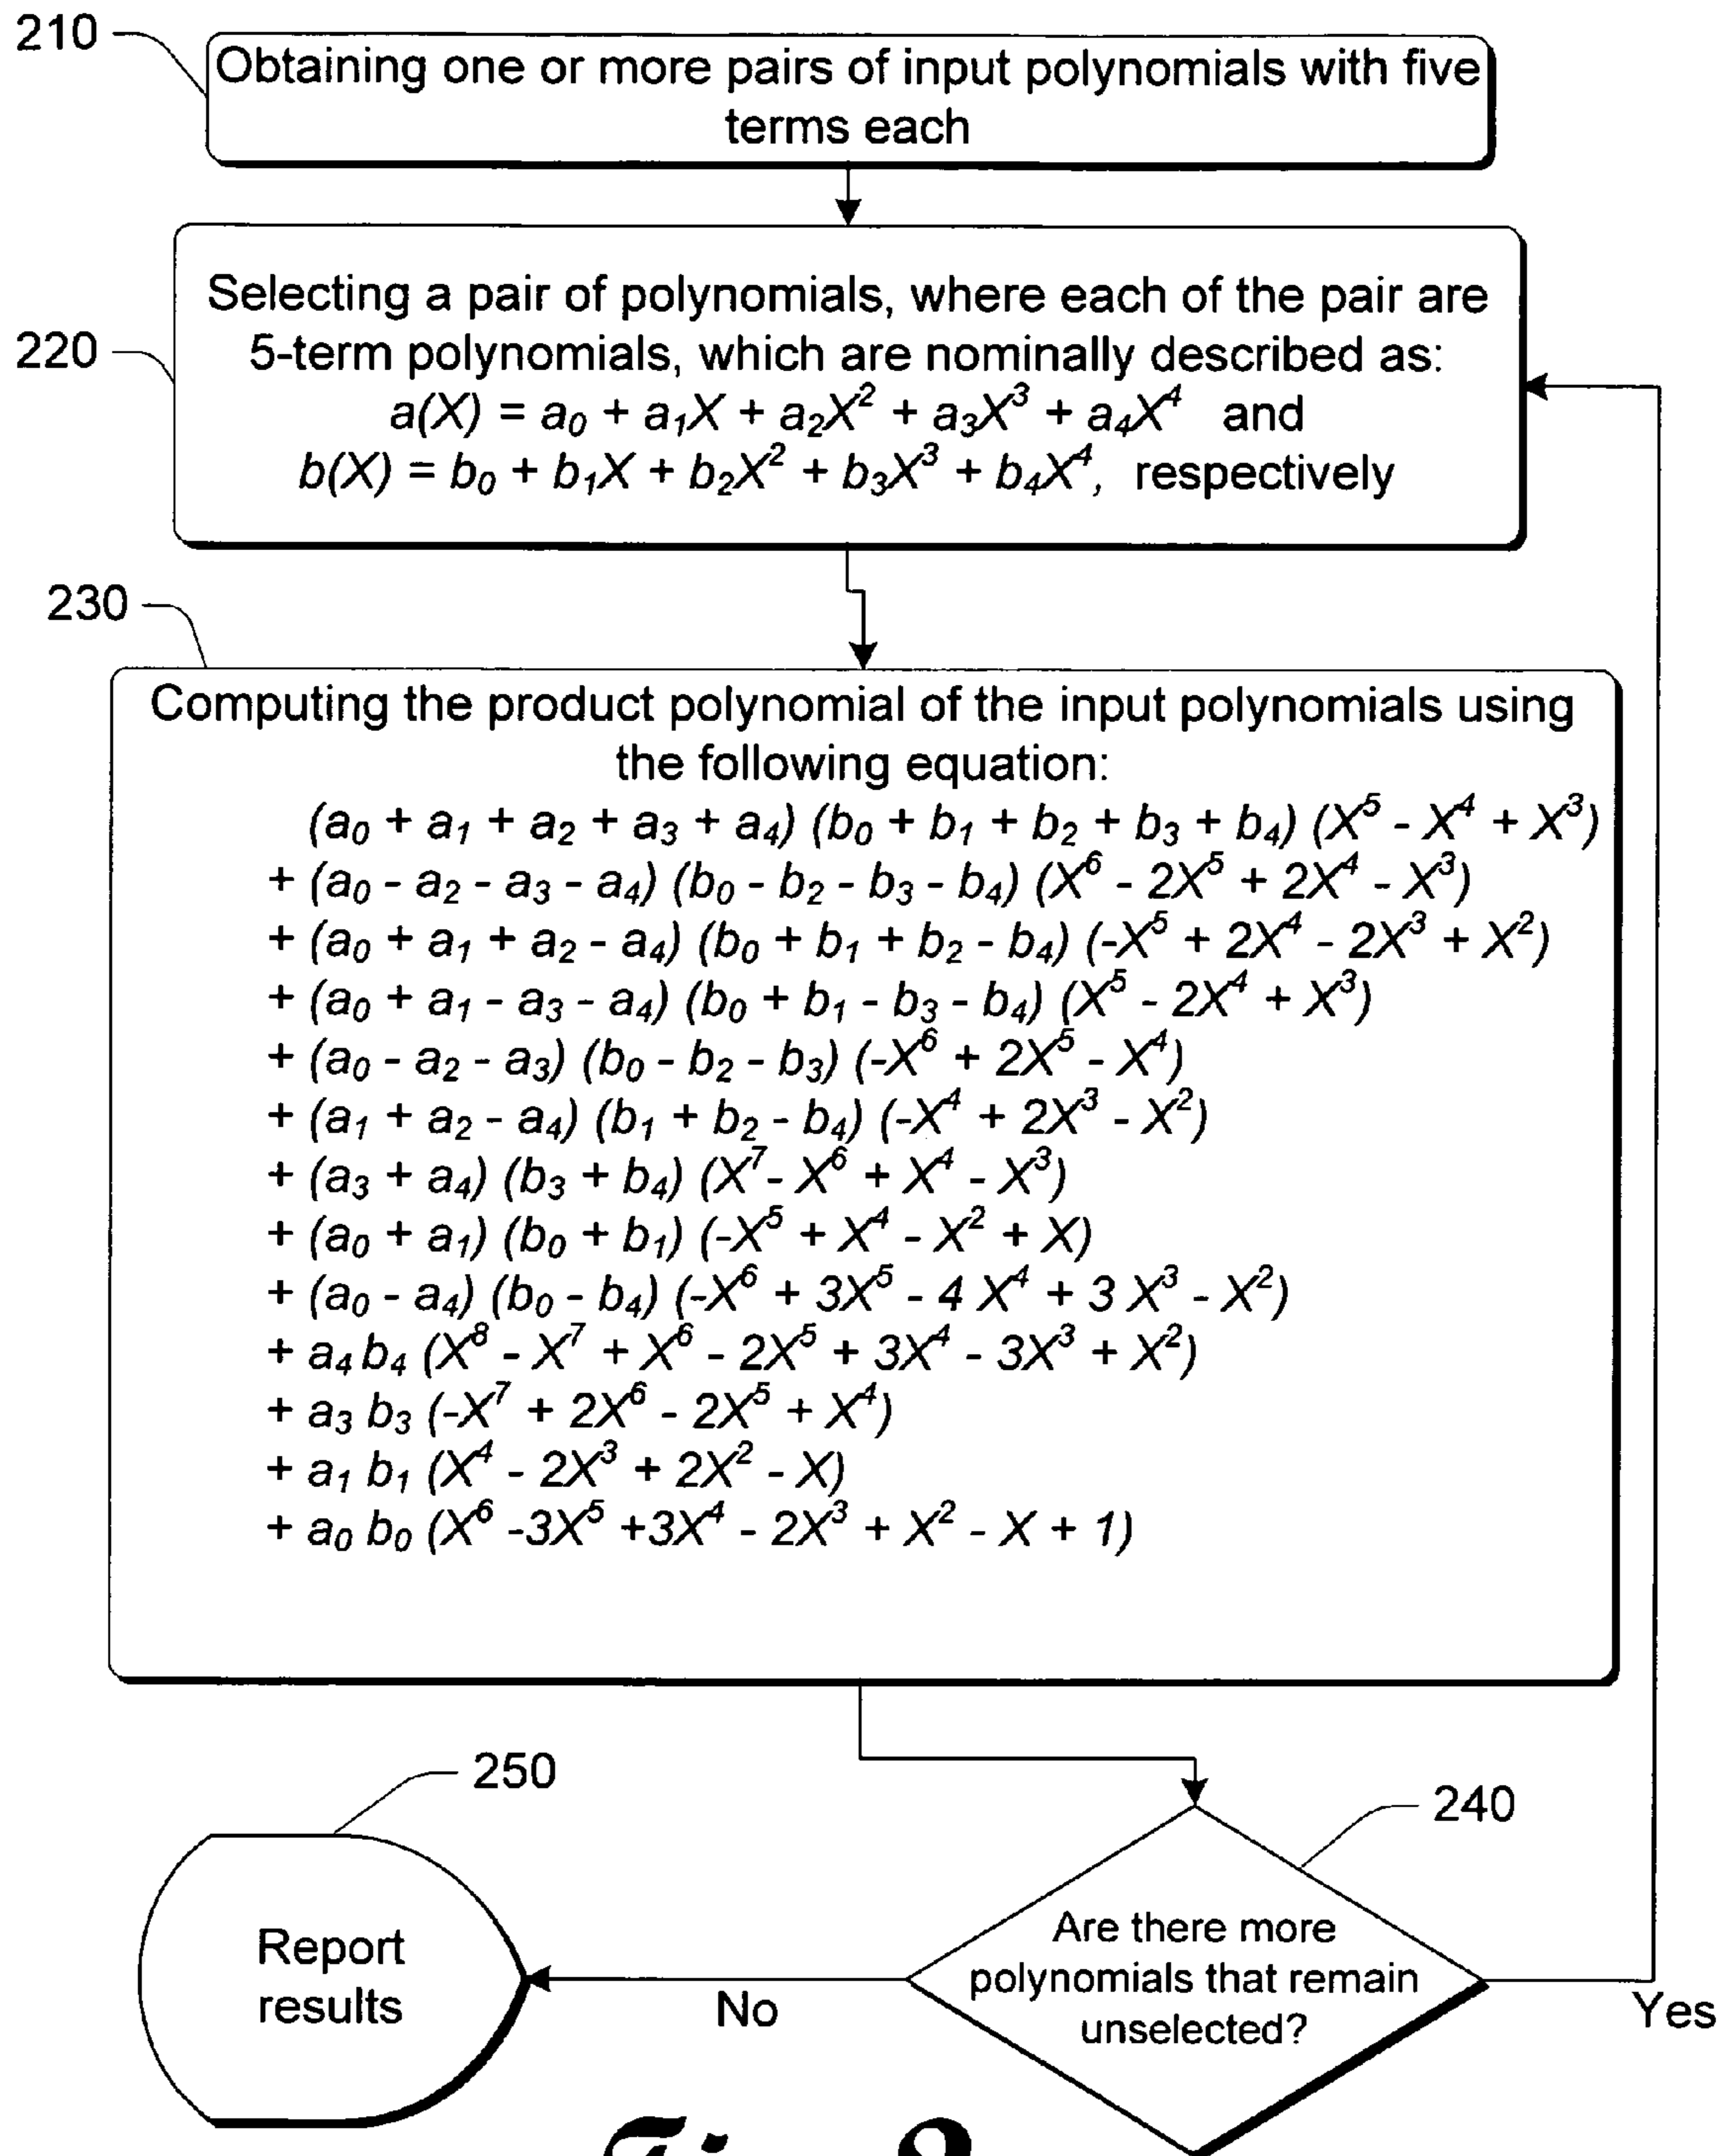 210
Obtaining one or more pairs of input polynomials with five
terms each
220
Selecting a pair of polynomials, where each of the pair are
5-term polynomials, which are nominally described as:
a(X) = a₀ + a₁X + a₂X² + a₃X³ + a₄X⁴ and
b(X) = b₀ + b₁X + b₂X² + b₃X³ + b₄X⁴, respectively
230
Computing the product polynomial of the input polynomials using
the following equation:
(a₀ + a₁ + a₂ + a₃ + a₄) (b₀ + b₁ + b₂ + b₃ + b₄) (X⁵ - X⁴ + X³)
+ (a₀ - a₂ - a₃ - a₄) (b₀ - b₂ - b₃ - b₄) (X⁶ - 2X⁵ + 2X⁴ - X³)
+ (a₀ + a₁ + a₂ - a₄) (b₀ + b₁ + b₂ - b₄) (-X⁵ + 2X⁴ - 2X³ + X²)
+ (a₀ + a₁ - a₃ - a₄) (b₀ + b₁ - b₃ - b₄) (X⁵ - 2X⁴ + X³)
+ (a₀ - a₂ - a₃) (b₀ - b₂ - b₃) (-X⁶ + 2X⁵ - X⁴)
+ (a₁ + a₂ - a₄) (b₁ + b₂ - b₄) (-X⁴ + 2X³ - X²)
+ (a₃ + a₄) (b₃ + b₄) (X⁷- X⁶ + X⁴ - X³)
+ (a₀ + a₁) (b₀ + b₁) (-X⁵ + X⁴ - X² + X)
+ (a₀ - a₄) (b₀ - b₄) (-X⁶ + 3X⁵ - 4 X⁴ + 3 X³ - X²)
+ a₄ b₄ (X⁸ - X⁷ + X⁶ - 2X⁵ + 3X⁴ - 3X³ + X²)
+ a₃ b₃ (-X⁷ + 2X⁶ - 2X⁵ + X⁴)
+ a₁ b₁ (X⁴ - 2X³ + 2X² - X)
+ a₀ b₀ (X⁶ -3X⁵ +3X⁴ - 2X³ + X² - X + 1)
250
240
Report
results
Are there more
polynomials that remain
unselected?
No
Yes